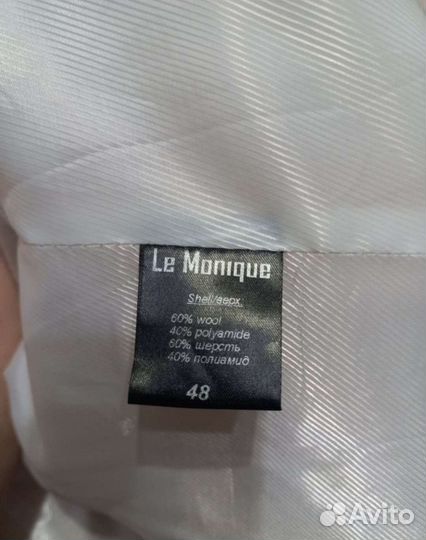 Le Monique
Shell/верх
60% wool
40% polyamide
60% шерсть
40% полиамид
48
Avito